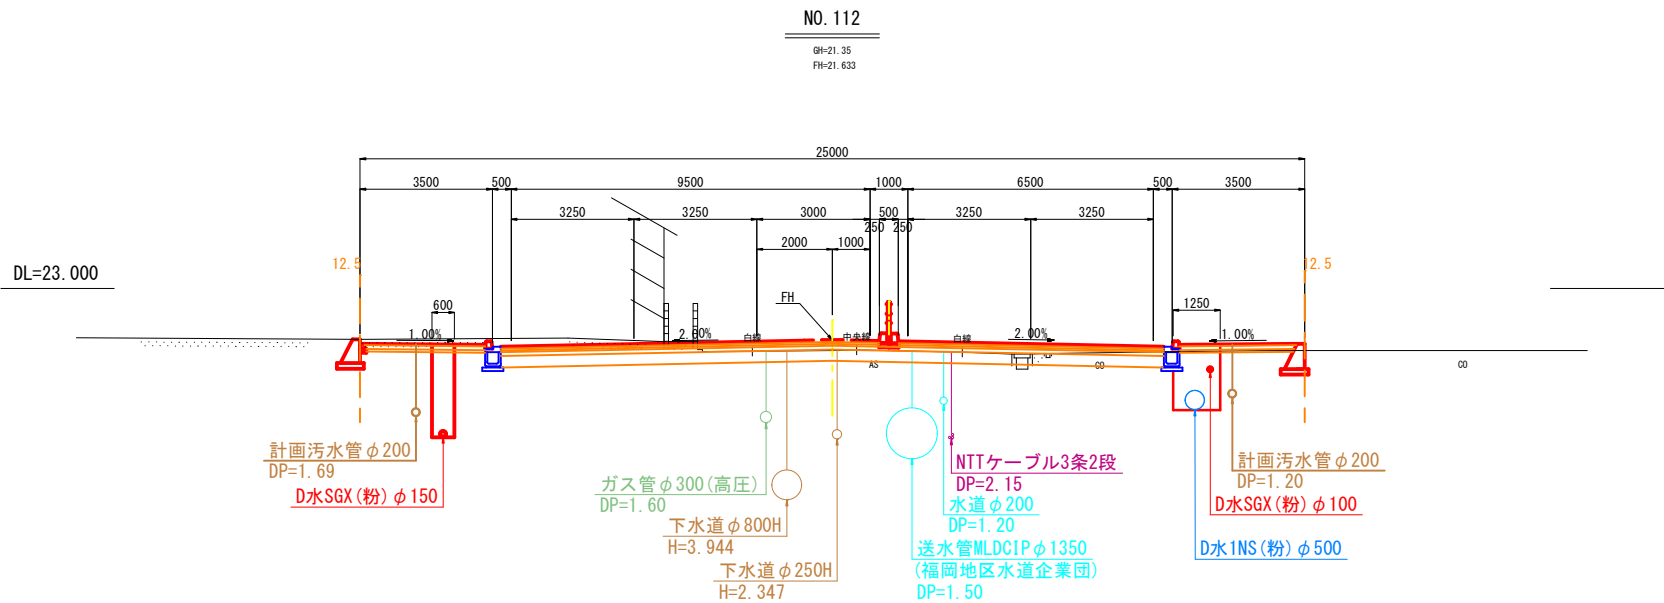 NO.112
GH=21.35
FH=21.633
25000
3500 500 9500 1000 6500 500 3500
3250 3250 3000 500 3250 3250
250 250
2000 1000
12.5 12.5
DL=23.000
FH
600 1250
1.00% 2.00% 白線 中央線 白線 2.00% 1.00%
AS CO CO
計画汚水管φ200
DP=1.69
D水SGX(粉)φ150
ガス管φ300(高圧)
DP=1.60
下水道φ800H
H=3.944
下水道φ250H
H=2.347
NTTケーブル3条2段
DP=2.15
水道φ200
DP=1.20
送水管MLDCIPφ1350
(福岡地区水道企業団)
DP=1.50
計画汚水管φ200
DP=1.20
D水SGX(粉)φ100
D水1NS(粉)φ500